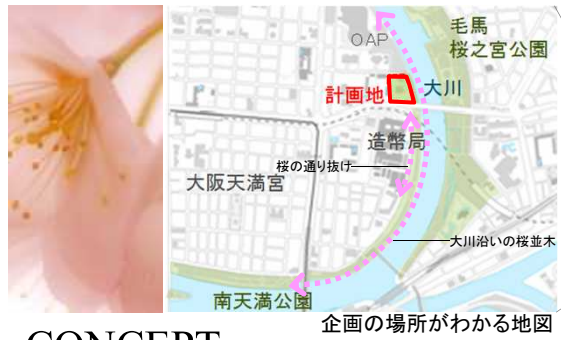 OAP
毛馬
桜之宮公園
計画地
大川
造幣局
桜の通り抜け
大阪天満宮
大川沿いの桜並木
南天満公園
企画の場所がわかる地図
CONCEPT